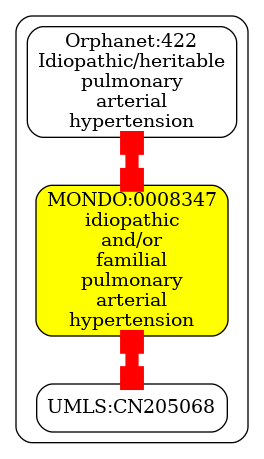 Orphanet:422
Idiopathic/heritable
pulmonary
arterial
hypertension
MONDO:0008347
idiopathic
and/or
familial
pulmonary
arterial
hypertension
UMLS:CN205068